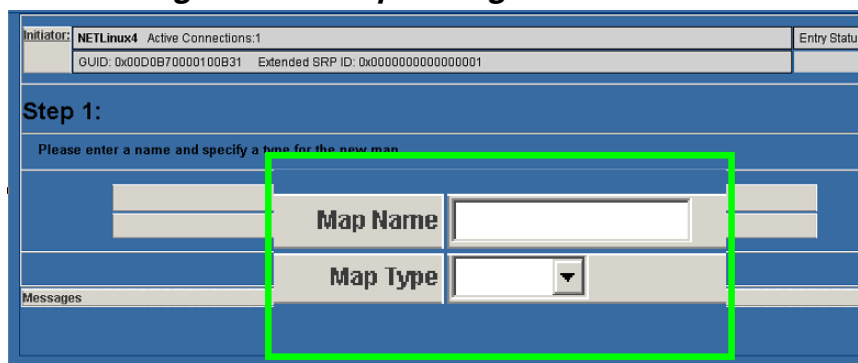 Initiator: NETLinux4 Active Connections:1 Entry Statu
GUID: 0x00D0B70000100B31 Extended SRP ID: 0x0000000000000001
Step 1:
Please enter a name and specify a type for the new map
Map Name
Map Type
Messages